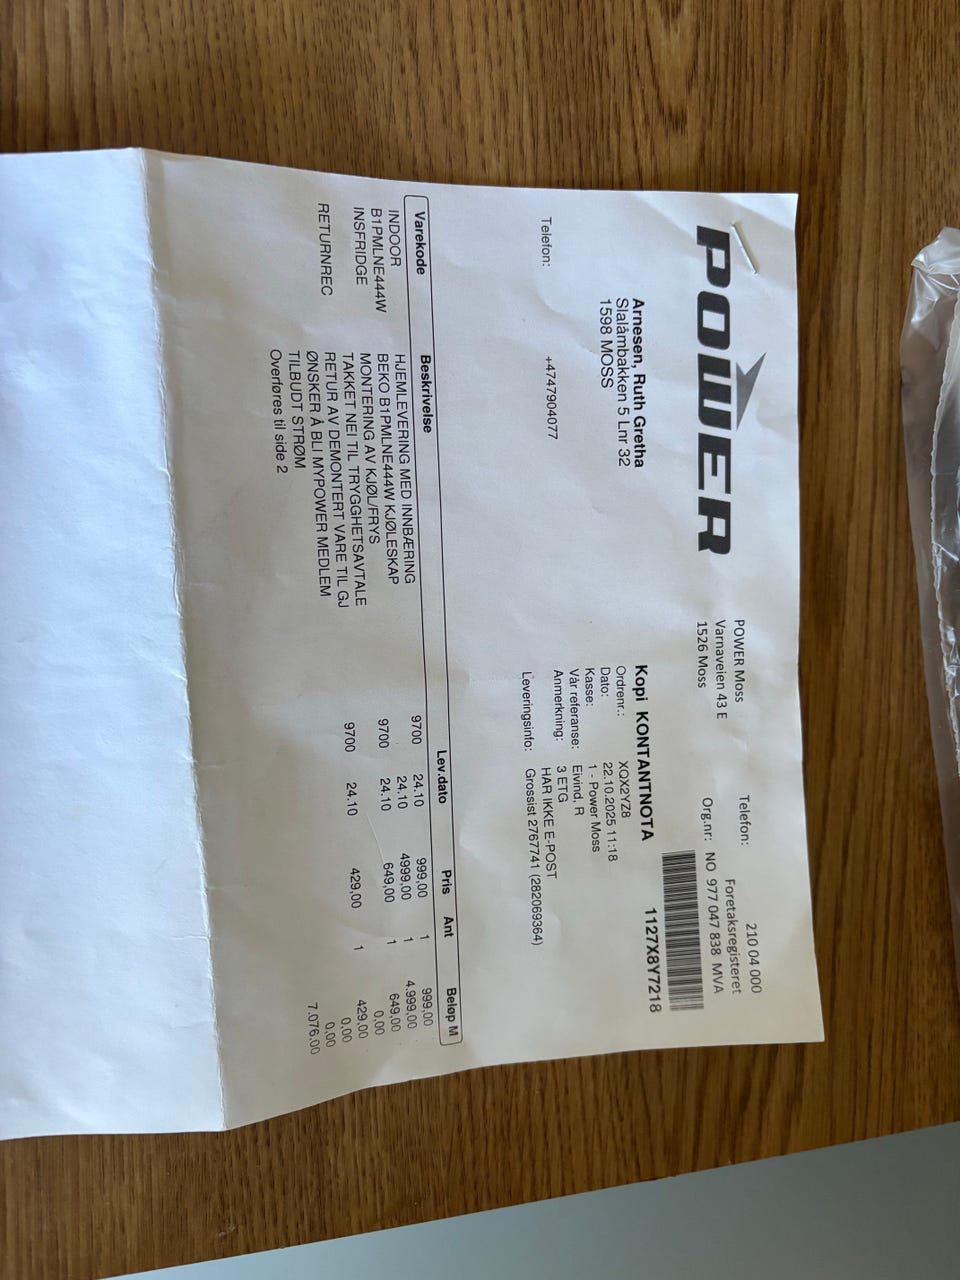 POWER
POWER Moss
Varnaveien 43 E
1526 Moss
Telefon: 210 04 000
Foretaksregisteret
Org.nr: NO 977 047 838 MVA
Arnesen, Ruth Gretha
Slalåmbakken 5 Lnr 32
1598 MOSS
Telefon: +4747904077
Kopi KONTANTNOTA 1127X8Y7218
Ordrenr.: XQX2YZ8
Dato: 22.10.2025 11:18
Kasse: 1 - Power Moss
Vår referanse: Eivind, R
Anmerkning: 3 ETG
HAR IKKE E-POST
Leveringsinfo: Grossist 2767741 (282069364)
Varekode Beskrivelse Lev.dato Pris Ant Beløp M
INDOOR HJEMLEVERING MED INNBÆRING 9700 24.10 999,00 1 999,00
B1PMLNE444W BEKO B1PMLNE444W KJØLESKAP 24.10 4999,00 1 4.999,00
INSFRIDGE MONTERING AV KJØL/FRYS 9700 24.10 649,00 1 649,00
TAKKET NEI TIL TRYGGHETSAVTALE 0,00
RETURNREC RETUR AV DEMONTERT VARE TIL GJ 9700 24.10 429,00 1 429,00
ØNSKER Å BLI MYPOWER MEDLEM 0,00
TILBUDT STRØM 0,00
Overføres til side 2 7.076,00